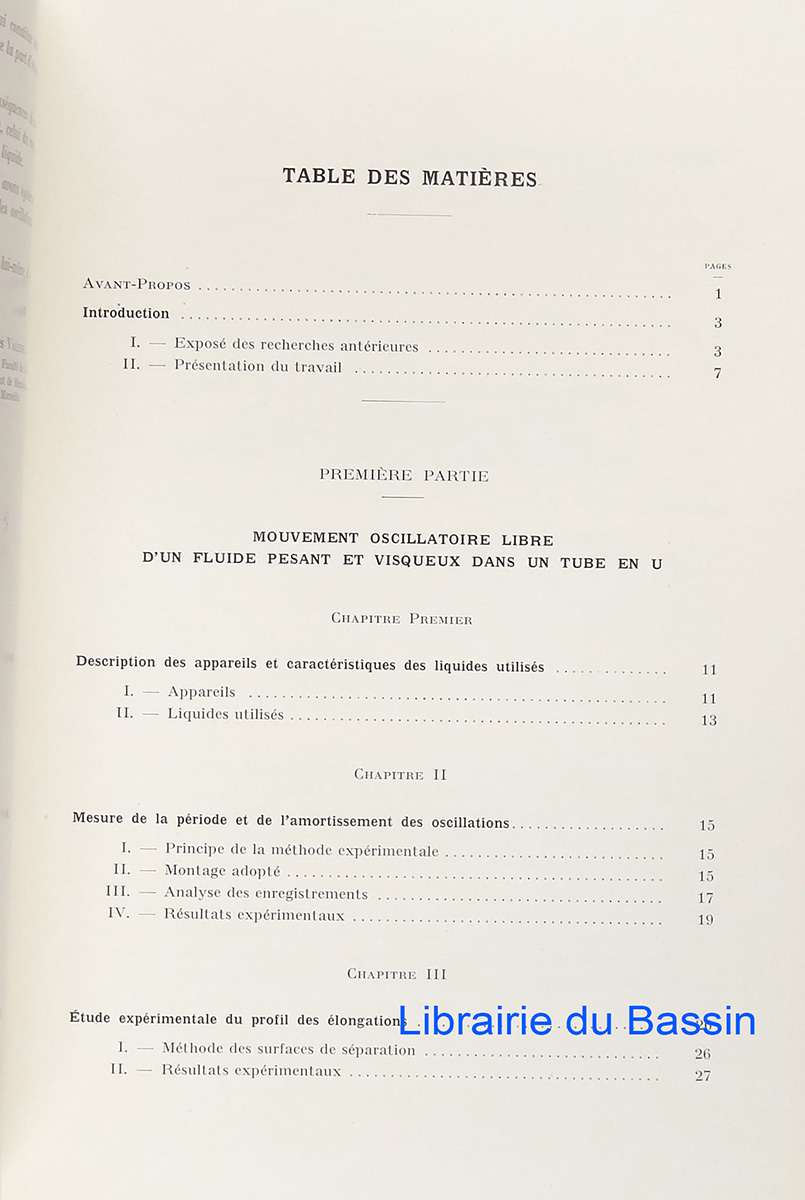 TABLE DES MATIÈRES
PAGES
AVANT-PROPOS 1
Introduction 3
I. — Exposé des recherches antérieures 3
II. — Présentation du travail 7
PREMIÈRE PARTIE
MOUVEMENT OSCILLATOIRE LIBRE
D'UN FLUIDE PESANT ET VISQUEUX DANS UN TUBE EN U
CHAPITRE PREMIER
Description des appareils et caractéristiques des liquides utilisés 11
I. — Appareils 11
II. — Liquides utilisés 13
CHAPITRE II
Mesure de la période et de l'amortissement des oscillations 15
I. — Principe de la méthode expérimentale 15
II. — Montage adopté 15
III. — Analyse des enregistrements 17
IV. — Résultats expérimentaux 19
CHAPITRE III
Étude expérimentale du profil des élongations
Librairie du Bassin
I. — Méthode des surfaces de séparation 26
II. — Résultats expérimentaux 27